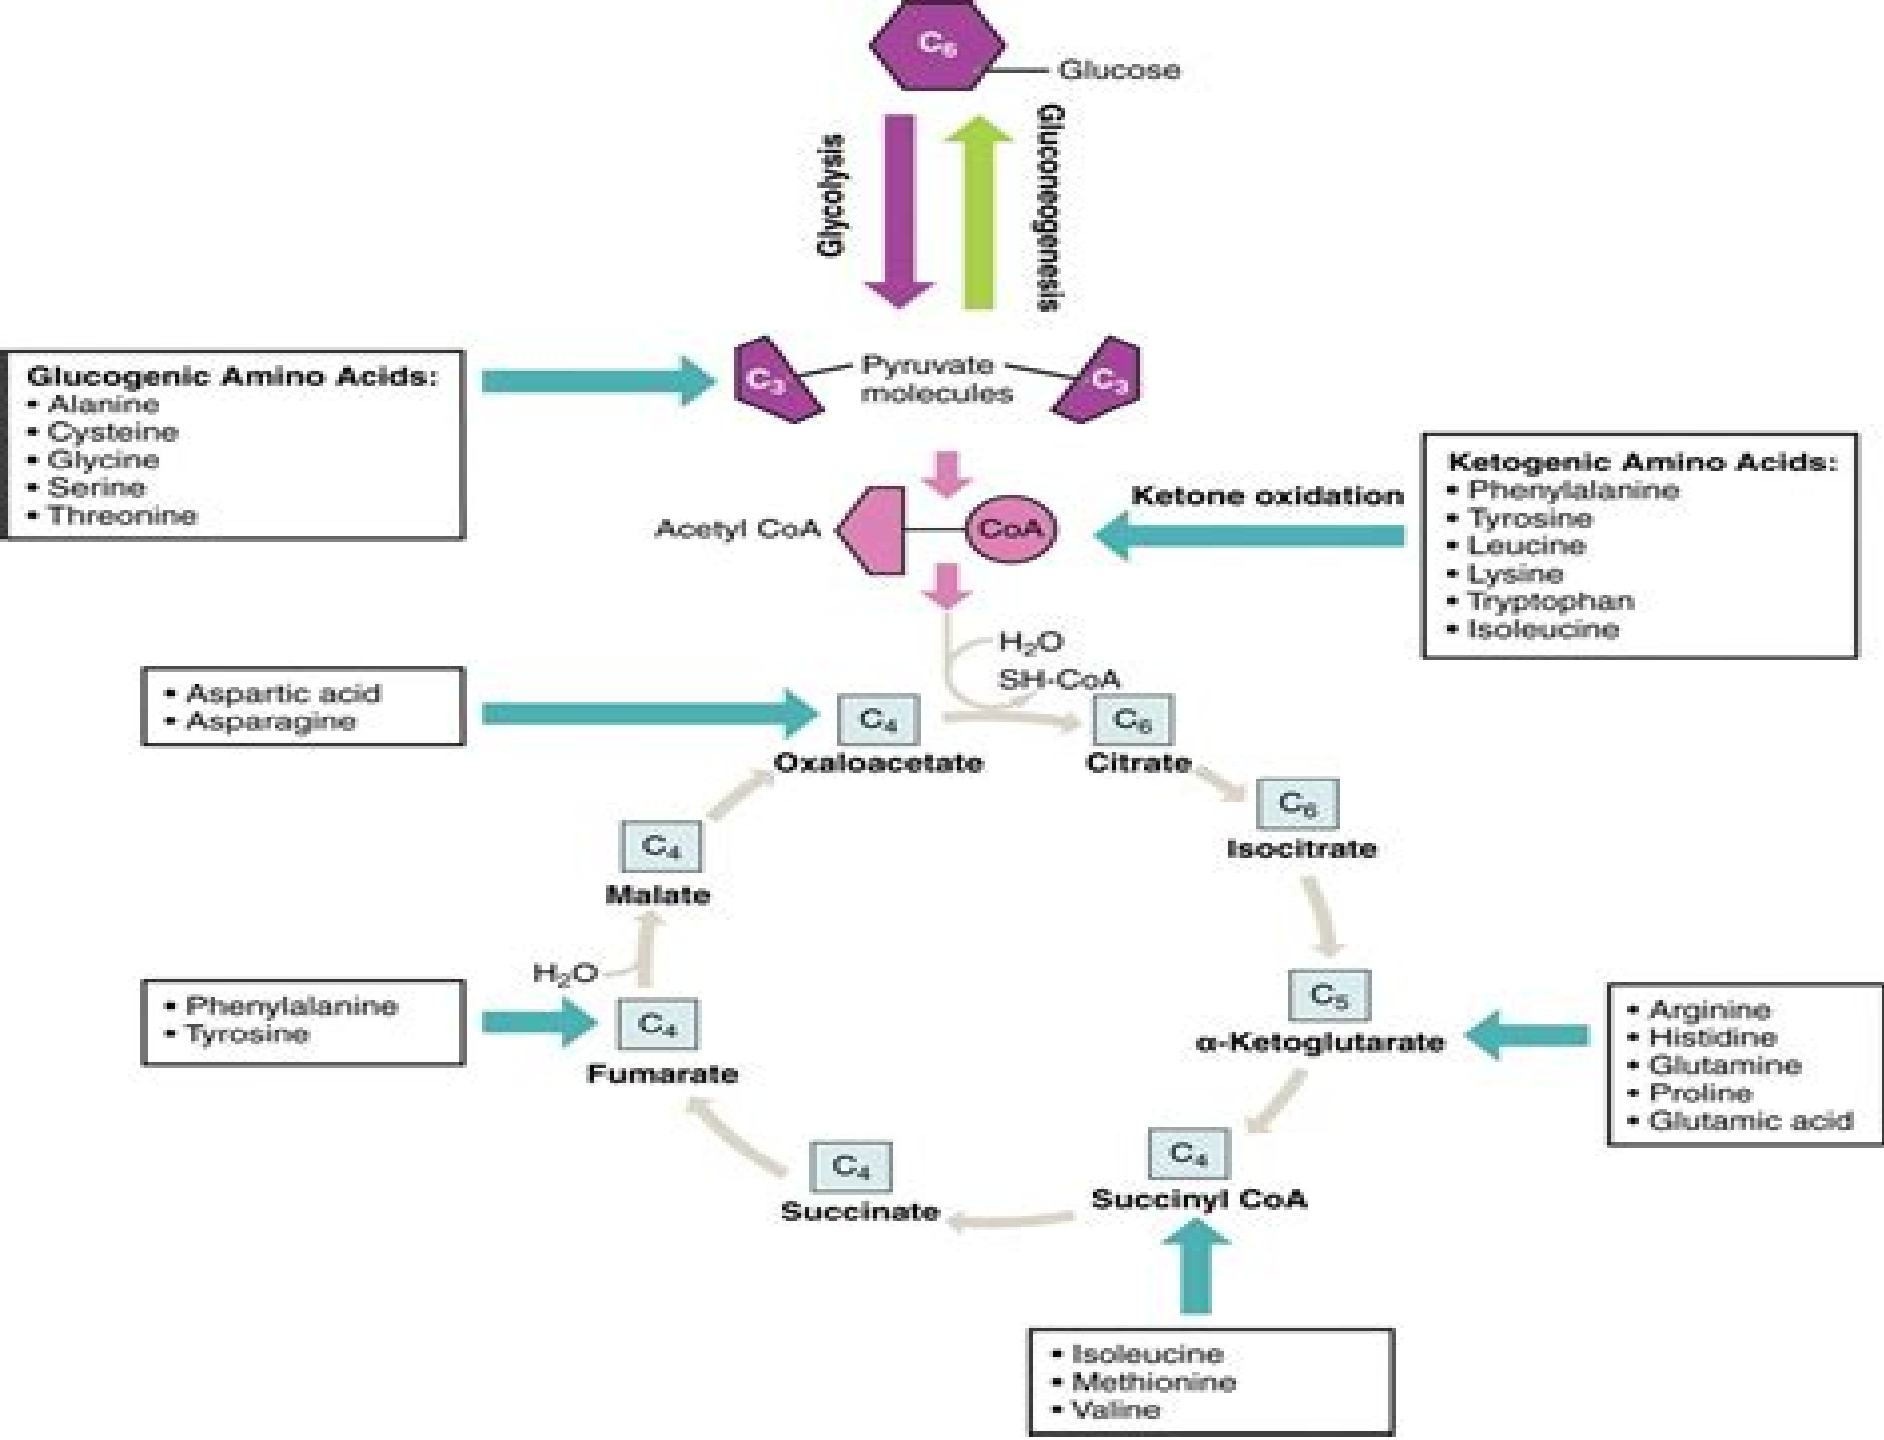 C₆
Glucose
Glycolysis
Gluconeogenesis
Glucogenic Amino Acids:
• Alanine
• Cysteine
• Glycine
• Serine
• Threonine
C₃
Pyruvate
molecules
C₃
Ketogenic Amino Acids:
• Phenylalanine
• Tyrosine
• Leucine
• Lysine
• Tryptophan
• Isoleucine
Ketone oxidation
Acetyl CoA
CoA
H₂O
SH-CoA
• Aspartic acid
• Asparagine
C₄
Oxaloacetate
C₆
Citrate
C₆
Isocitrate
C₄
Malate
H₂O
• Phenylalanine
• Tyrosine
C₄
Fumarate
C₅
α-Ketoglutarate
• Arginine
• Histidine
• Glutamine
• Proline
• Glutamic acid
C₄
Succinate
C₄
Succinyl CoA
• Isoleucine
• Methionine
• Valine